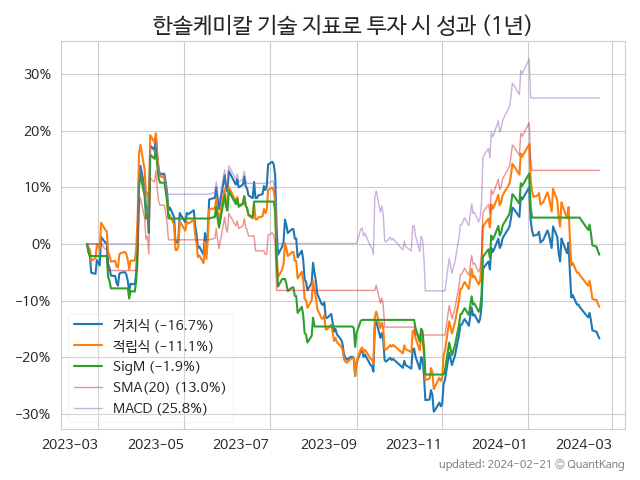 한솔케미칼 기술 지표로 투자 시 성과 (1년)
30%
20%
10%
0%
−10%
−20%
−30%
거치식 (−16.7%)
적립식 (−11.1%)
SigM (−1.9%)
SMA(20) (13.0%)
MACD (25.8%)
2023−03
2023−05
2023−07
2023−09
2023−11
2024−01
2024−03
updated: 2024−02−21 © QuantKang